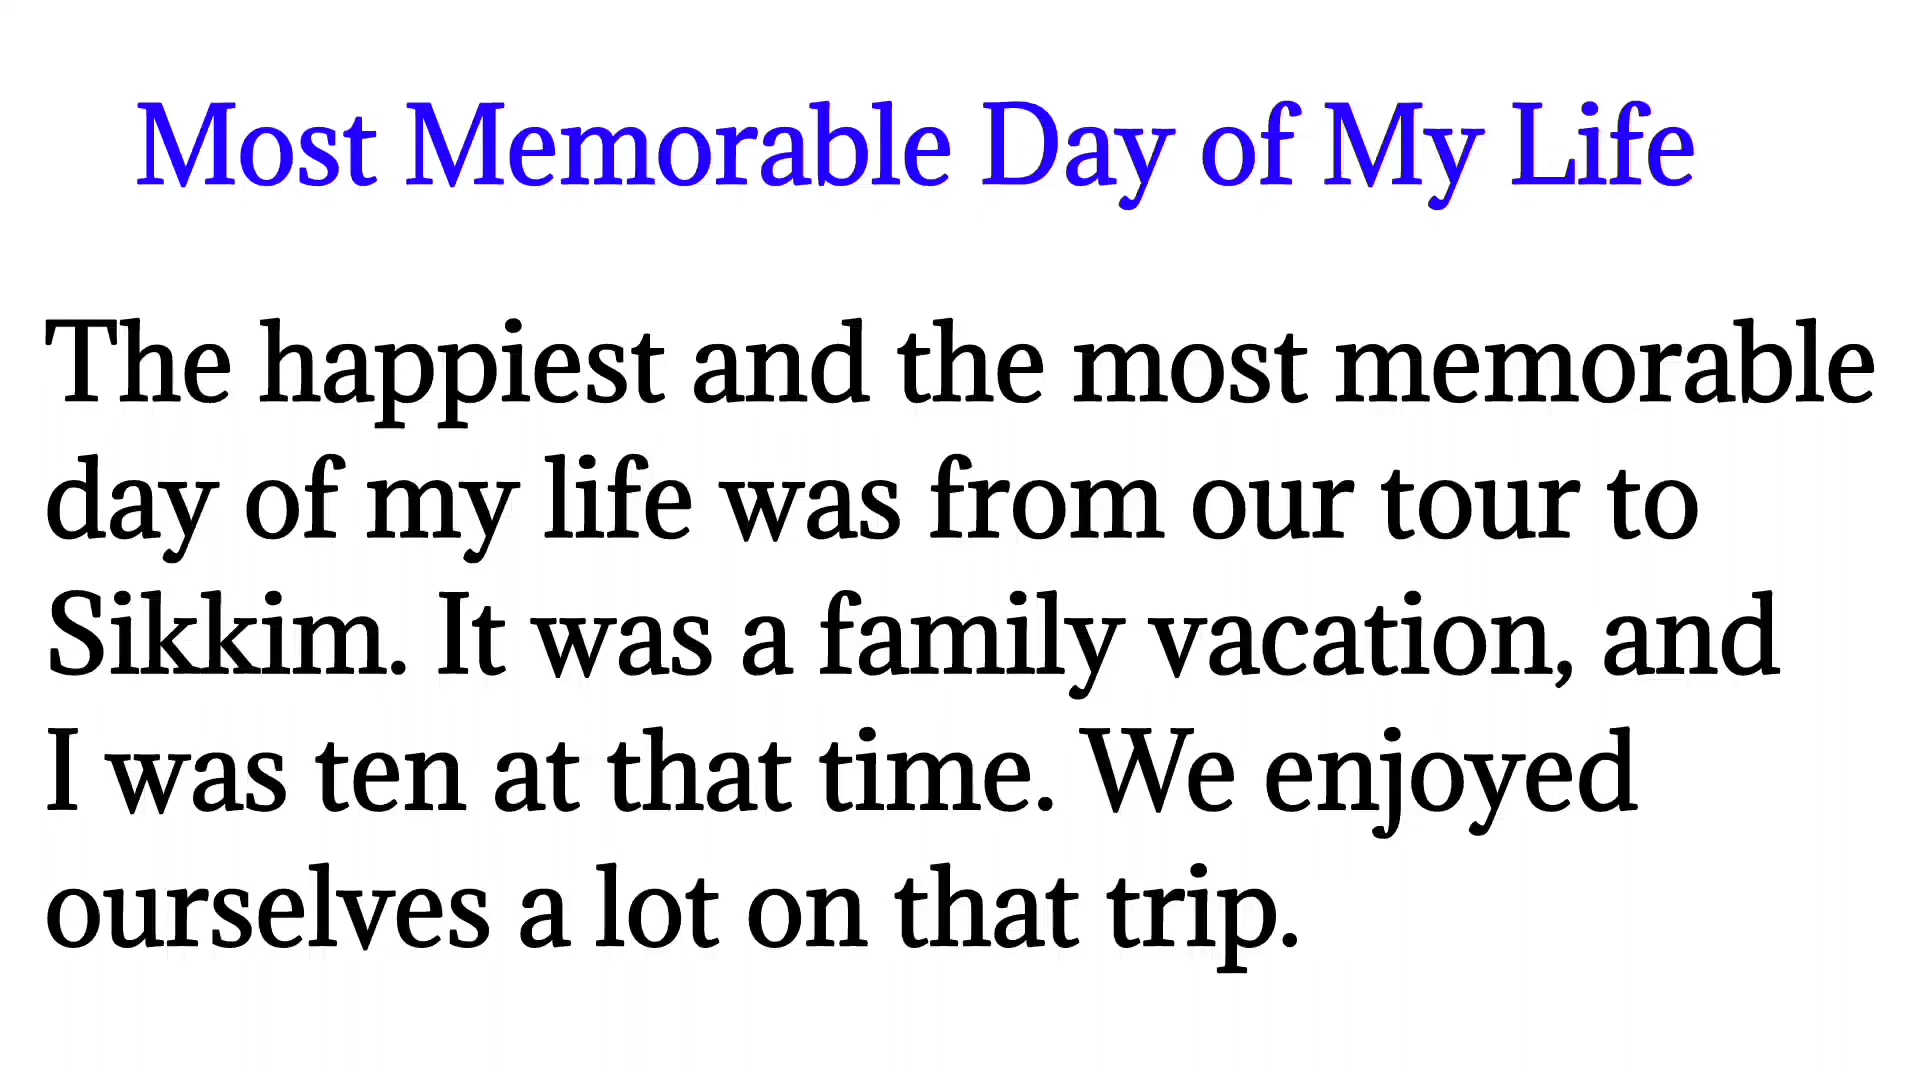 Most Memorable Day of My Life
The happiest and the most memorable
day of my life was from our tour to
Sikkim. It was a family vacation, and
I was ten at that time. We enjoyed
ourselves a lot on that trip.